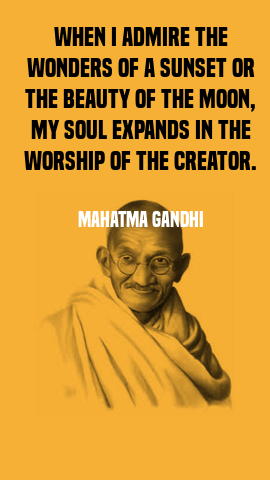 WHEN I ADMIRE THE
WONDERS OF A SUNSET OR
THE BEAUTY OF THE MOON,
MY SOUL EXPANDS IN THE
WORSHIP OF THE CREATOR.
MAHATMA GANDHI